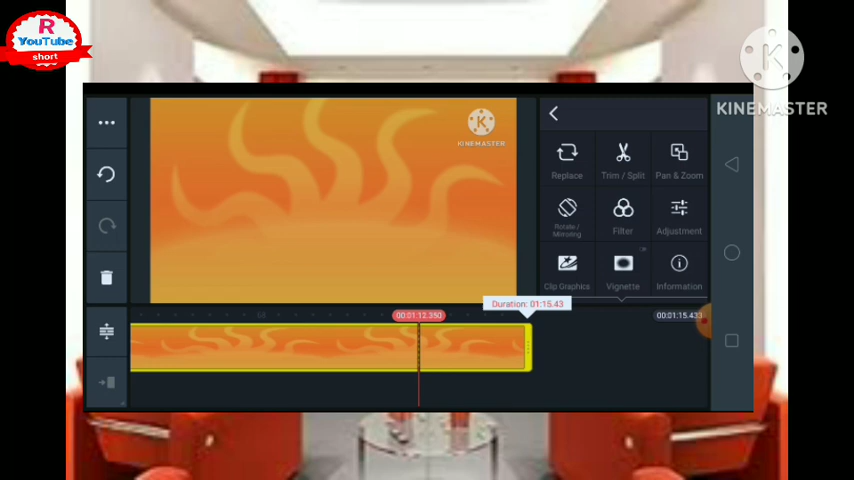 R
YouTube
short
KINEMASTER
KINEMASTER
Replace
Trim / Split
Pan & Zoom
Rotate /
Mirroring
Filter
Adjustment
Clip Graphics
Vignette
Information
Duration: 01:15.43
00:01:12.350
00:01:15.433